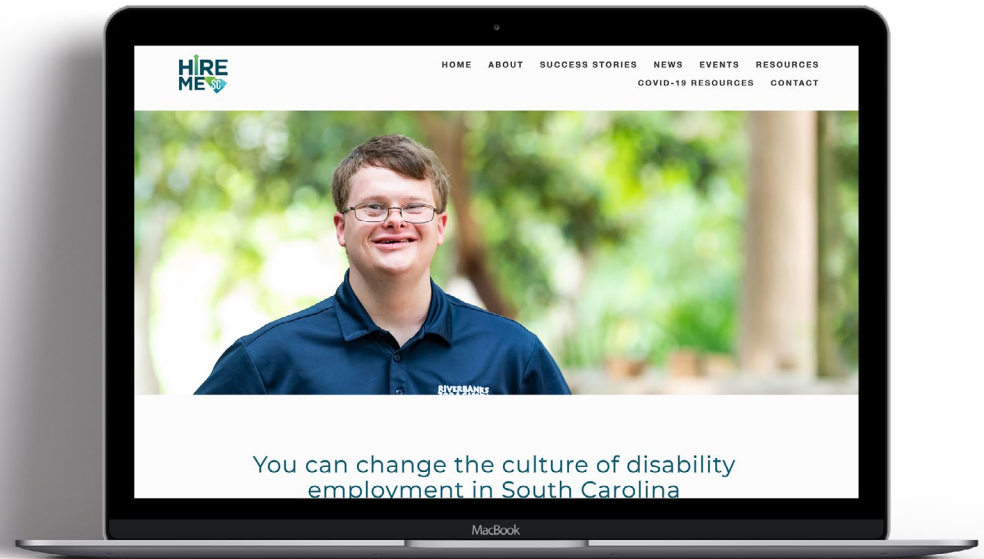 HIRE
ME SC
HOME ABOUT SUCCESS STORIES NEWS EVENTS RESOURCES
COVID-19 RESOURCES CONTACT
RIVERBANKS
You can change the culture of disability
employment in South Carolina
MacBook